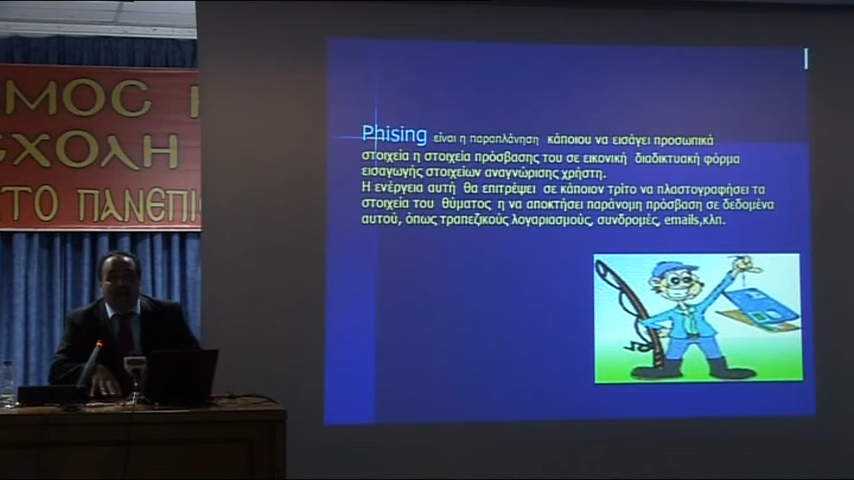 ΜΟΣ
ΣΧΟΛΗ
ΤΟ ΠΑΝΕΠΙ
Phising είναι η παραπλάνηση κάποιου να εισάγει προσωπικά
στοιχεία η στοιχεία πρόσβασης του σε εικονική διαδικτυακή φόρμα
εισαγωγής στοιχείων αναγνώρισης χρήστη.
Η ενέργεια αυτή θα επιτρέψει σε κάποιον τρίτο να πλαστογραφήσει τα
στοιχεία του θύματος η να αποκτήσει παράνομη πρόσβαση σε δεδομένα
αυτού, όπως τραπεζικούς λογαριασμούς, συνδρομές, emails,κλπ.